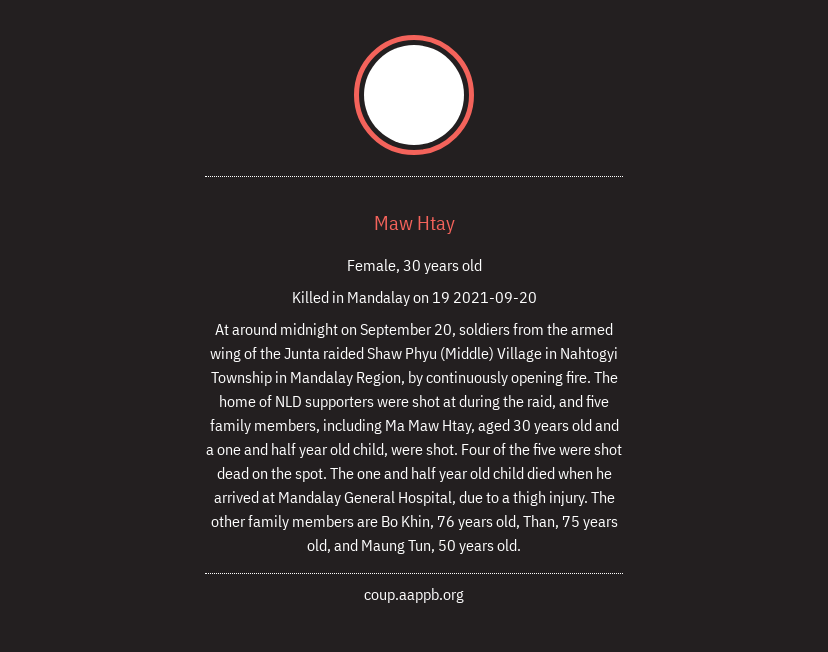 Maw Htay
Female, 30 years old
Killed in Mandalay on 19 2021-09-20
At around midnight on September 20, soldiers from the armed
wing of the Junta raided Shaw Phyu (Middle) Village in Nahtogyi
Township in Mandalay Region, by continuously opening fire. The
home of NLD supporters were shot at during the raid, and five
family members, including Ma Maw Htay, aged 30 years old and
a one and half year old child, were shot. Four of the five were shot
dead on the spot. The one and half year old child died when he
arrived at Mandalay General Hospital, due to a thigh injury. The
other family members are Bo Khin, 76 years old, Than, 75 years
old, and Maung Tun, 50 years old.
coup.aappb.org